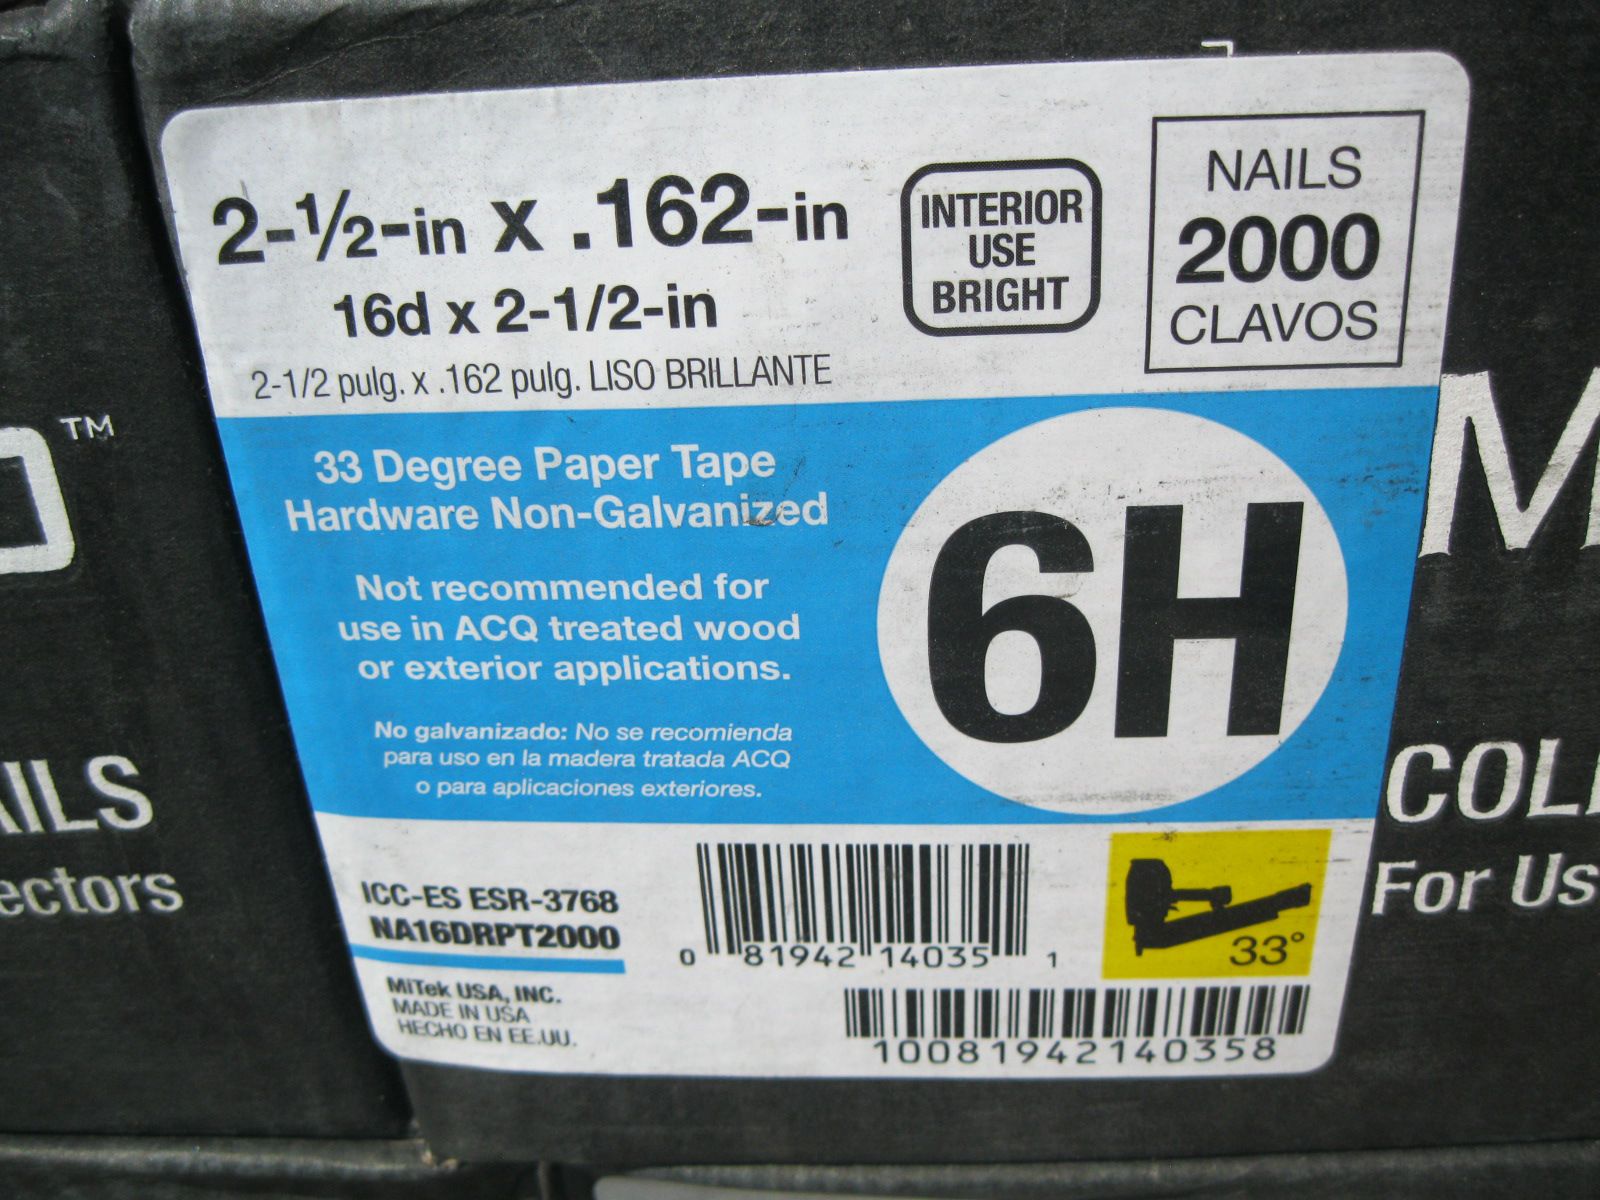 2-½-in x .162-in
16d x 2-1/2-in
2-1/2 pulg. x .162 pulg. LISO BRILLANTE
INTERIOR
USE
BRIGHT
NAILS
2000
CLAVOS
33 Degree Paper Tape
Hardware Non-Galvanized
Not recommended for
use in ACQ treated wood
or exterior applications.
No galvanizado: No se recomienda
para uso en la madera tratada ACQ
o para aplicaciones exteriores.
6H
ICC-ES ESR-3768
NA16DRPT2000
MiTek USA, INC.
MADE IN USA
HECHO EN EE.UU.
0 81942 14035 1
33°
10081942140358
TM
AILS
ectors
M
COL
For Us